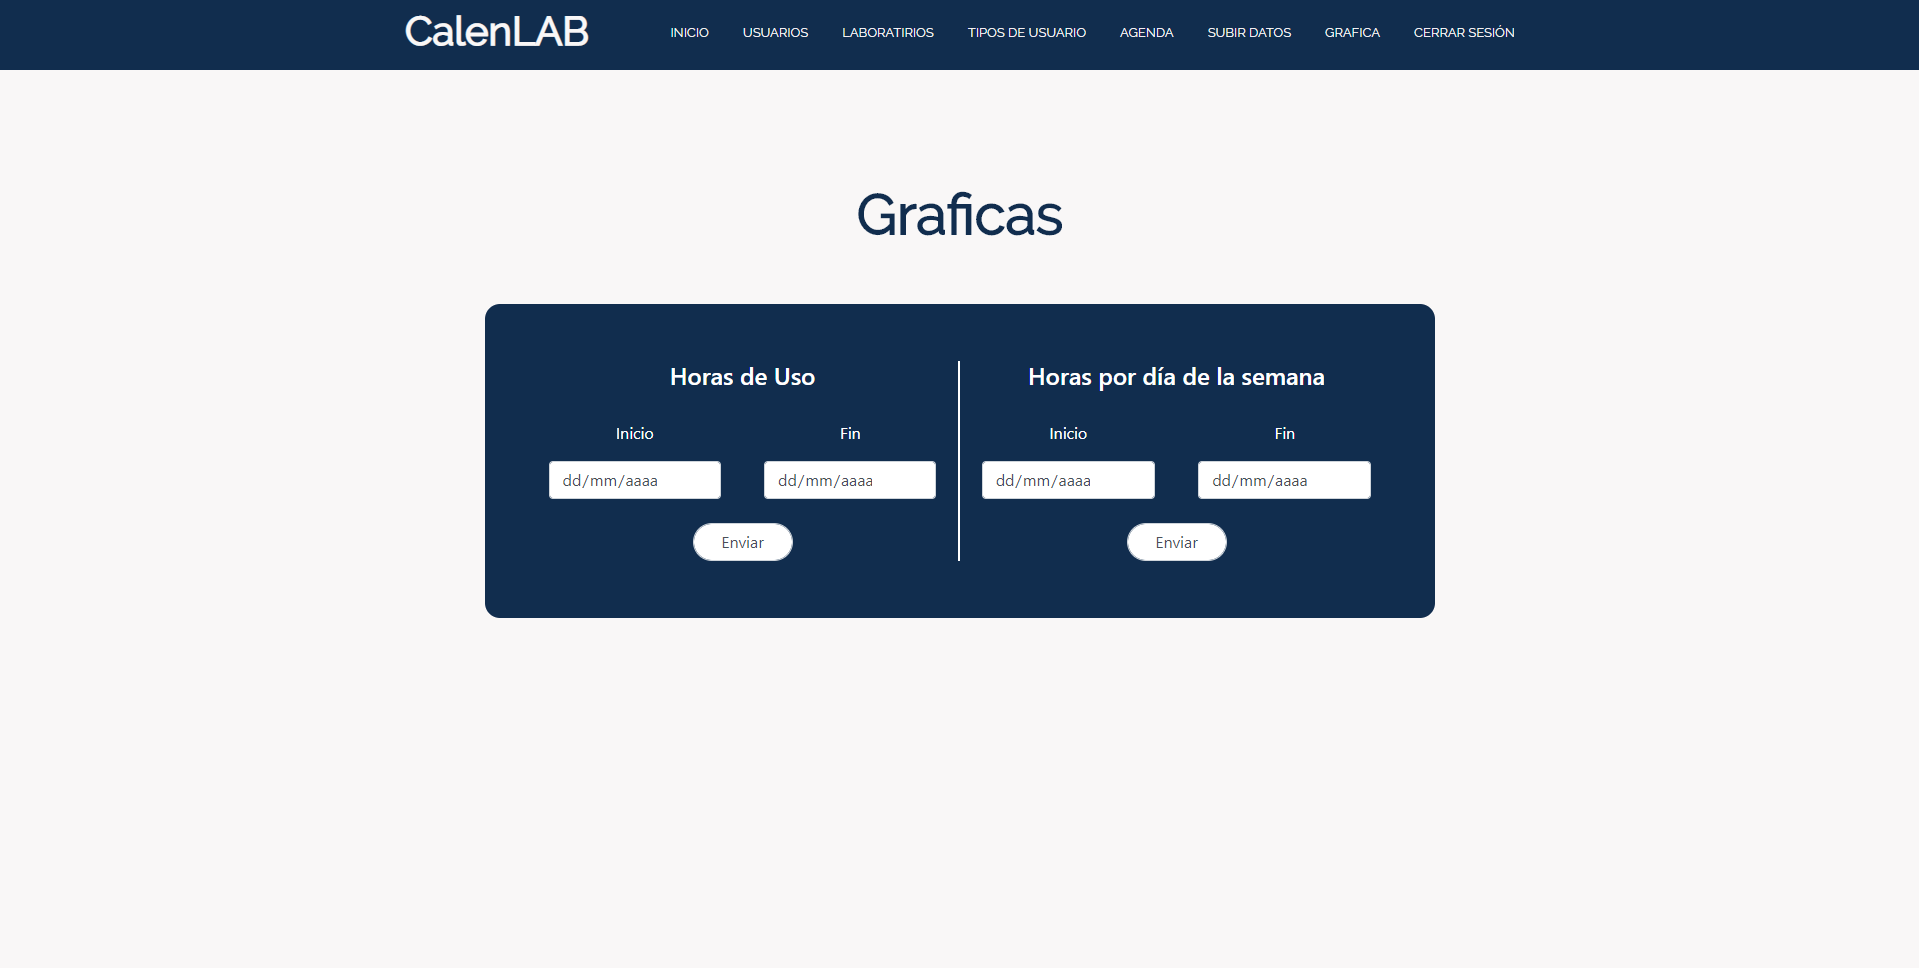 CalenLAB INICIO USUARIOS LABORATIRIOS TIPOS DE USUARIO AGENDA SUBIR DATOS GRAFICA CERRAR SESIÓN
Graficas
Horas de Uso
Inicio Fin
dd/mm/aaaa dd/mm/aaaa
Enviar
Horas por día de la semana
Inicio Fin
dd/mm/aaaa dd/mm/aaaa
Enviar